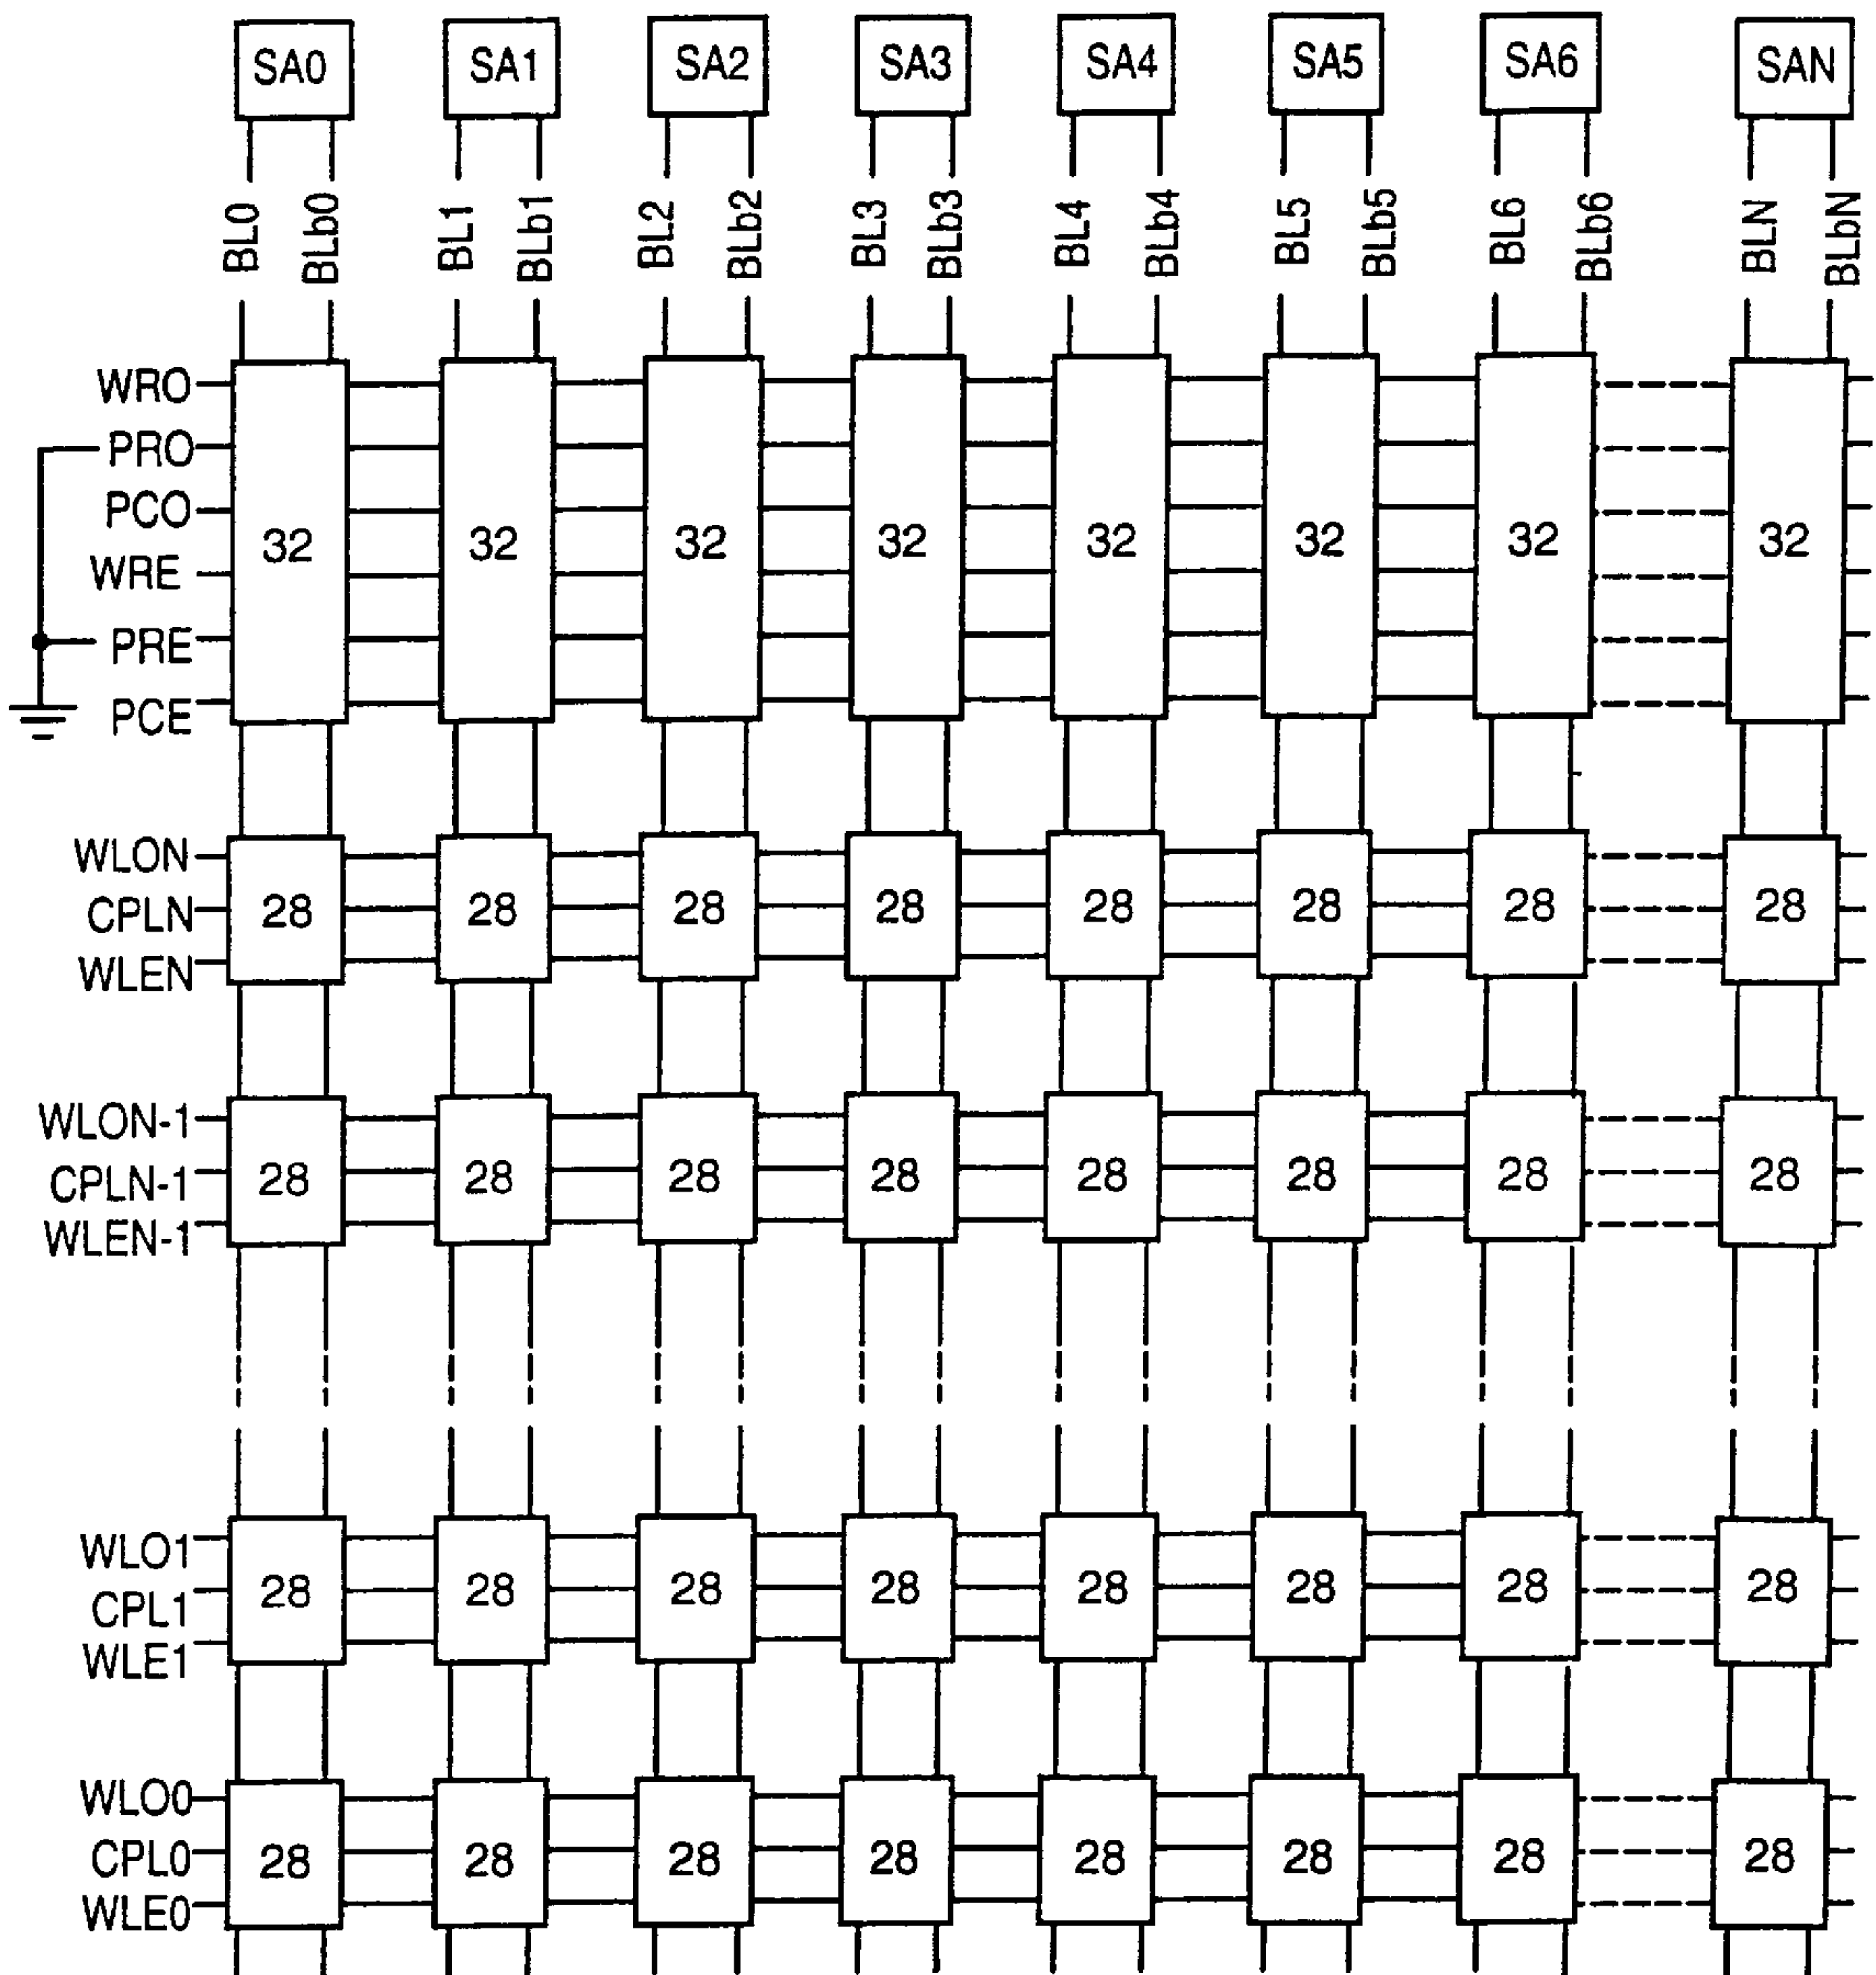 SA0 SA1 SA2 SA3 SA4 SA5 SA6 SAN
BL0 BLb0 BL1 BLb1 BL2 BLb2 BL3 BLb3 BL4 BLb4 BL5 BLb5 BL6 BLb6 BLN BLbN
WRO
PRO
PCO
32 32 32 32 32 32 32 32
WRE
PRE
PCE
WLON
CPLN 28 28 28 28 28 28 28 28
WLEN
WLON-1
CPLN-1 28 28 28 28 28 28 28 28
WLEN-1
WLO1
CPL1 28 28 28 28 28 28 28 28
WLE1
WLO0
CPL0 28 28 28 28 28 28 28 28
WLE0